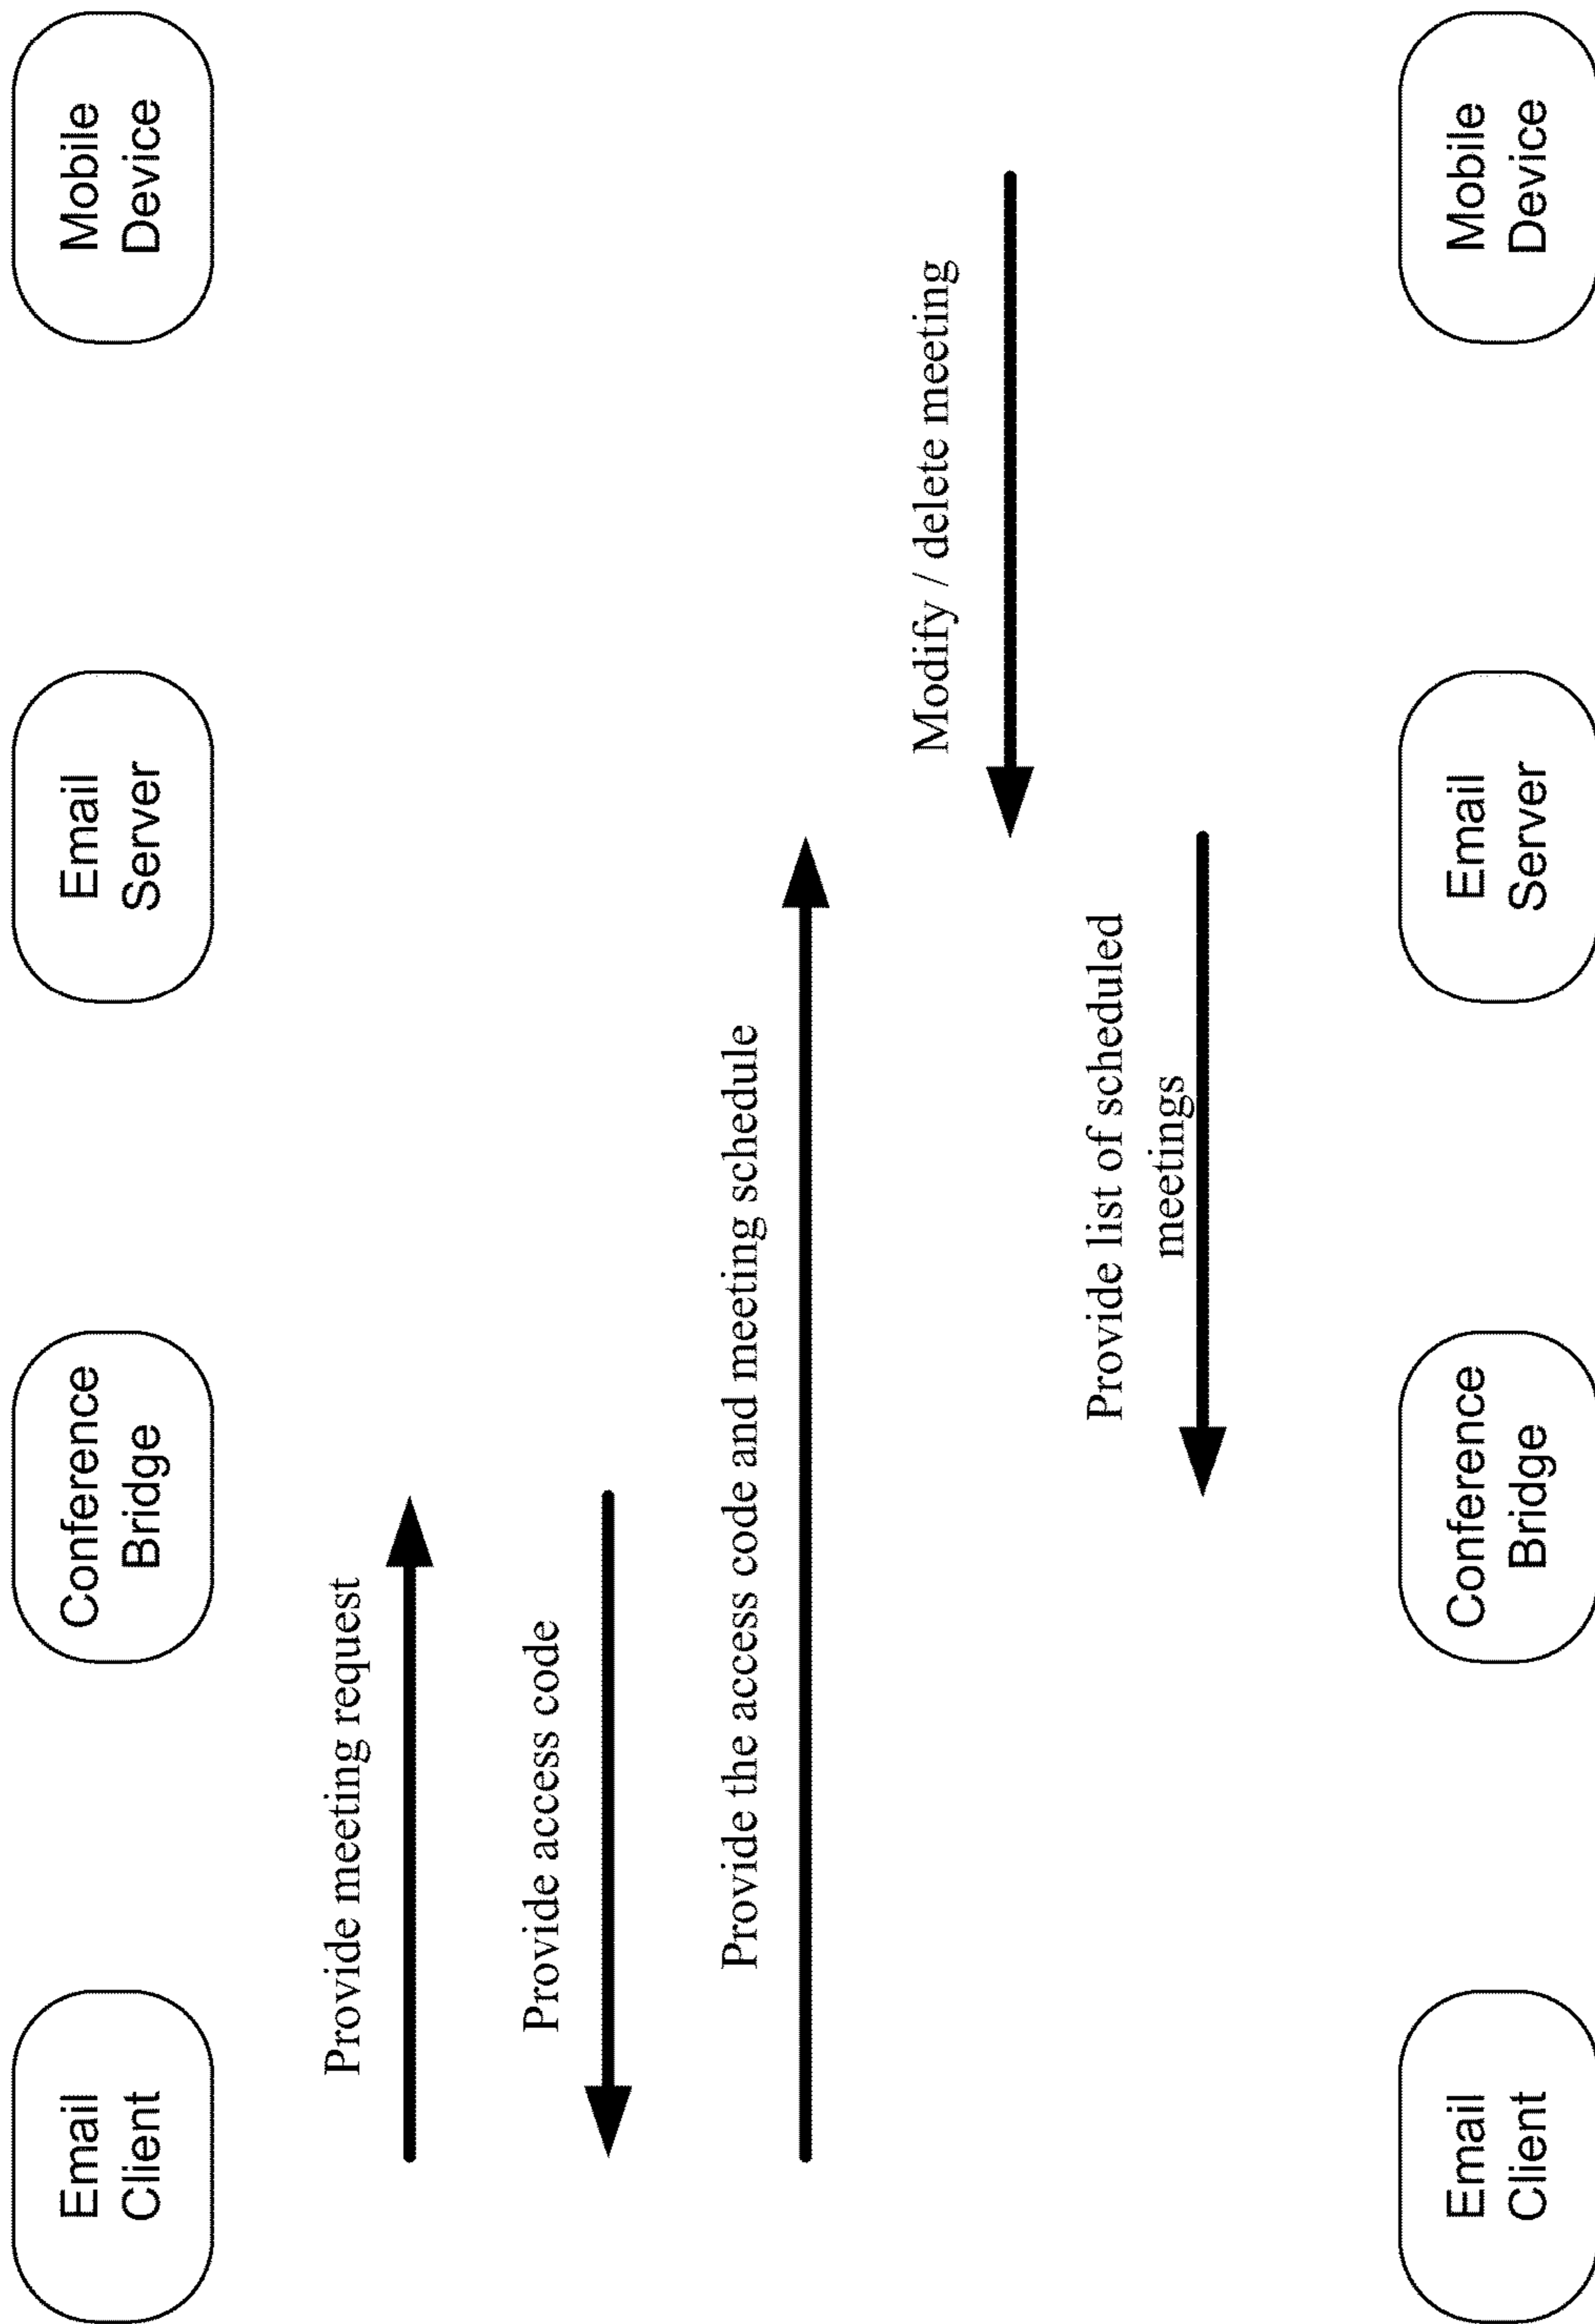 Email
Client
Conference
Bridge
Email
Server
Mobile
Device
Provide meeting request
Provide access code
Provide the access code and meeting schedule
Modify / delete meeting
Provide list of scheduled
meetings
Email
Client
Conference
Bridge
Email
Server
Mobile
Device